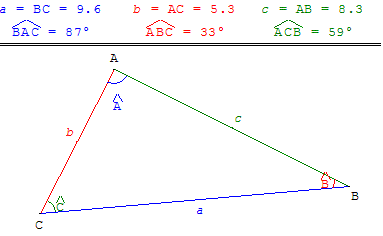 a = BC = 9.6 b = AC = 5.3 c = AB = 8.3
BAC = 87° ABC = 33° ACB = 59°
A
Â
b
c
Ĉ
B̂
B
a
C